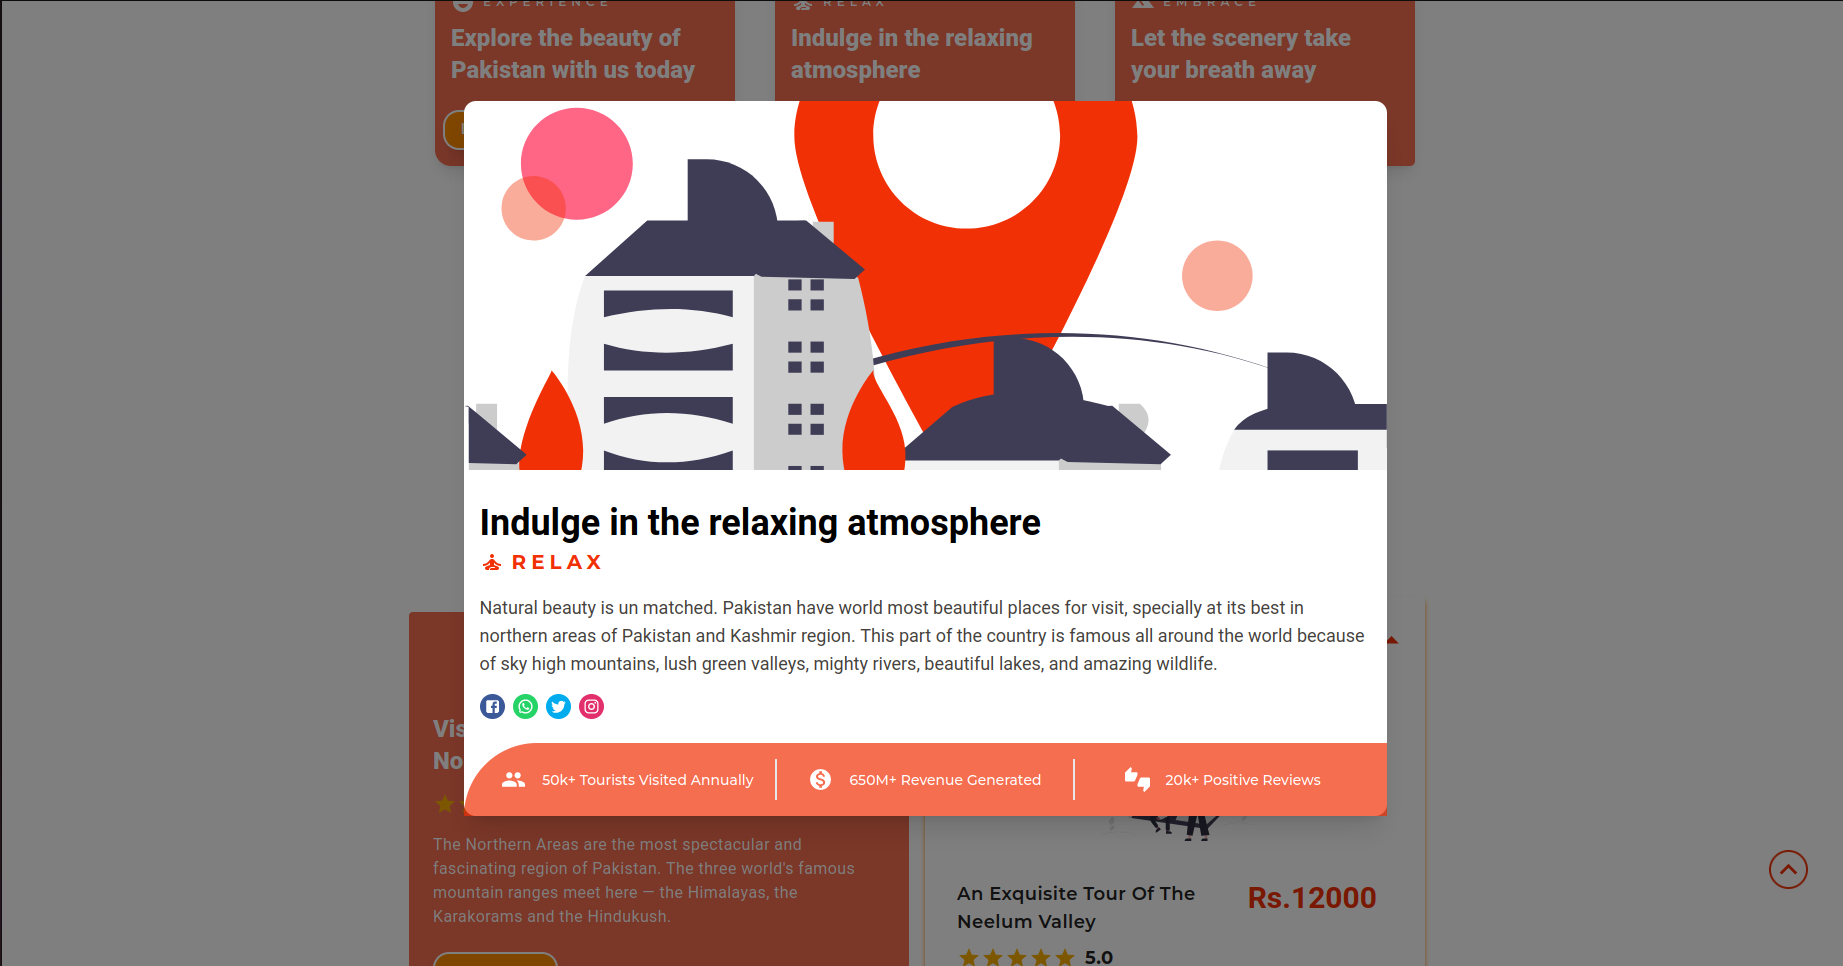 EXPERIENCE
Explore the beauty of
Pakistan with us today
RELAX
Indulge in the relaxing
atmosphere
EMBRACE
Let the scenery take
your breath away
Indulge in the relaxing atmosphere
RELAX
Natural beauty is un matched. Pakistan have world most beautiful places for visit, specially at its best in
northern areas of Pakistan and Kashmir region. This part of the country is famous all around the world because
of sky high mountains, lush green valleys, mighty rivers, beautiful lakes, and amazing wildlife.
50k+ Tourists Visited Annually
650M+ Revenue Generated
20k+ Positive Reviews
Vis
No
The Northern Areas are the most spectacular and
fascinating region of Pakistan. The three world's famous
mountain ranges meet here — the Himalayas, the
Karakorams and the Hindukush.
An Exquisite Tour Of The
Neelum Valley
Rs.12000
5.0